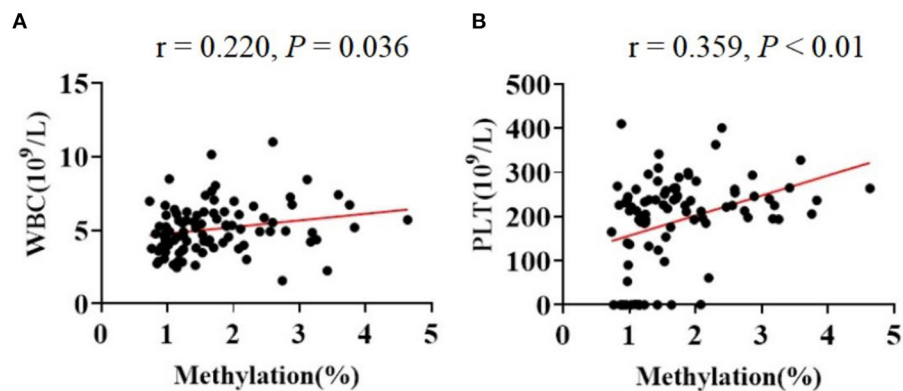 A
r = 0.220, P = 0.036
WBC(10⁹/L)
15
10
5
0
0 1 2 3 4 5
Methylation(%)
B
r = 0.359, P < 0.01
PLT(10⁹/L)
500
400
300
200
100
0
0 1 2 3 4 5
Methylation(%)